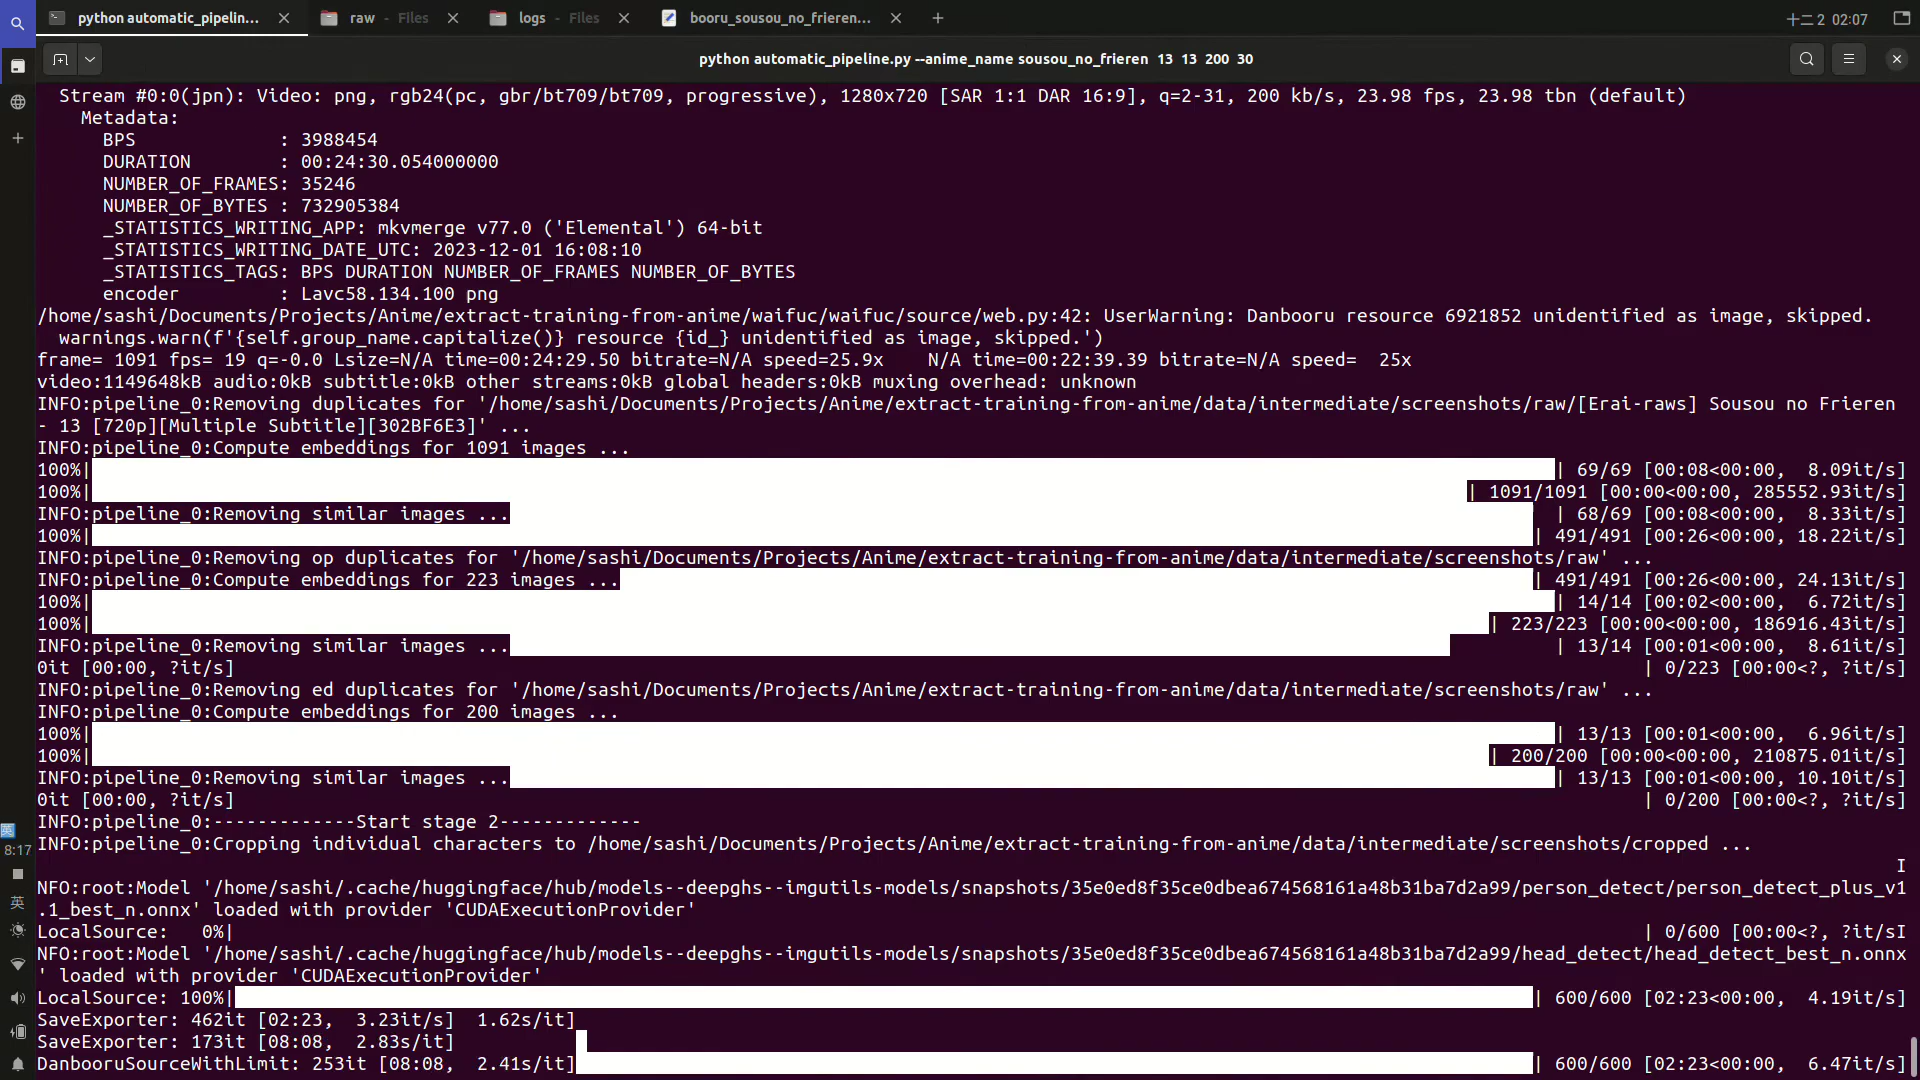 python automatic_pipelin...
raw - Files
logs - Files
booru_sousou_no_frieren...
十二 2 02:07
python automatic_pipeline.py --anime_name sousou_no_frieren 13 13 200 30
Stream #0:0(jpn): Video: png, rgb24(pc, gbr/bt709/bt709, progressive), 1280x720 [SAR 1:1 DAR 16:9], q=2-31, 200 kb/s, 23.98 fps, 23.98 tbn (default)
Metadata:
BPS : 3988454
DURATION : 00:24:30.054000000
NUMBER_OF_FRAMES: 35246
NUMBER_OF_BYTES : 732905384
_STATISTICS_WRITING_APP: mkvmerge v77.0 ('Elemental') 64-bit
_STATISTICS_WRITING_DATE_UTC: 2023-12-01 16:08:10
_STATISTICS_TAGS: BPS DURATION NUMBER_OF_FRAMES NUMBER_OF_BYTES
encoder : Lavc58.134.100 png
/home/sashi/Documents/Projects/Anime/extract-training-from-anime/waifuc/waifuc/source/web.py:42: UserWarning: Danbooru resource 6921852 unidentified as image, skipped.
warnings.warn(f'{self.group_name.capitalize()} resource {id_} unidentified as image, skipped.')
frame= 1091 fps= 19 q=-0.0 Lsize=N/A time=00:24:29.50 bitrate=N/A speed=25.9x N/A time=00:22:39.39 bitrate=N/A speed= 25x
video:1149648kB audio:0kB subtitle:0kB other streams:0kB global headers:0kB muxing overhead: unknown
INFO:pipeline_0:Removing duplicates for '/home/sashi/Documents/Projects/Anime/extract-training-from-anime/data/intermediate/screenshots/raw/[Erai-raws] Sousou no Frieren
- 13 [720p][Multiple Subtitle][302BF6E3]' ...
INFO:pipeline_0:Compute embeddings for 1091 images ...
100%| | 69/69 [00:08<00:00, 8.09it/s]
100%| | 1091/1091 [00:00<00:00, 285552.93it/s]
INFO:pipeline_0:Removing similar images ... | 68/69 [00:08<00:00, 8.33it/s]
100%| | 491/491 [00:26<00:00, 18.22it/s]
INFO:pipeline_0:Removing op duplicates for '/home/sashi/Documents/Projects/Anime/extract-training-from-anime/data/intermediate/screenshots/raw' ...
INFO:pipeline_0:Compute embeddings for 223 images ... | 491/491 [00:26<00:00, 24.13it/s]
100%| | 14/14 [00:02<00:00, 6.72it/s]
100%| | 223/223 [00:00<00:00, 186916.43it/s]
INFO:pipeline_0:Removing similar images ... | 13/14 [00:01<00:00, 8.61it/s]
0it [00:00, ?it/s] | 0/223 [00:00<?, ?it/s]
INFO:pipeline_0:Removing ed duplicates for '/home/sashi/Documents/Projects/Anime/extract-training-from-anime/data/intermediate/screenshots/raw' ...
INFO:pipeline_0:Compute embeddings for 200 images ...
100%| | 13/13 [00:01<00:00, 6.96it/s]
100%| | 200/200 [00:00<00:00, 210875.01it/s]
INFO:pipeline_0:Removing similar images ... | 13/13 [00:01<00:00, 10.10it/s]
0it [00:00, ?it/s] | 0/200 [00:00<?, ?it/s]
INFO:pipeline_0:-------------Start stage 2-------------
INFO:pipeline_0:Cropping individual characters to /home/sashi/Documents/Projects/Anime/extract-training-from-anime/data/intermediate/screenshots/cropped ...
I
NFO:root:Model '/home/sashi/.cache/huggingface/hub/models--deepghs--imgutils-models/snapshots/35e0ed8f35ce0dbea674568161a48b31ba7d2a99/person_detect/person_detect_plus_v1
.1_best_n.onnx' loaded with provider 'CUDAExecutionProvider'
LocalSource: 0%| | 0/600 [00:00<?, ?it/sI
NFO:root:Model '/home/sashi/.cache/huggingface/hub/models--deepghs--imgutils-models/snapshots/35e0ed8f35ce0dbea674568161a48b31ba7d2a99/head_detect/head_detect_best_n.onnx
' loaded with provider 'CUDAExecutionProvider'
LocalSource: 100%| | 600/600 [02:23<00:00, 4.19it/s]
SaveExporter: 462it [02:23, 3.23it/s] 1.62s/it]
SaveExporter: 173it [08:08, 2.83s/it]
DanbooruSourceWithLimit: 253it [08:08, 2.41s/it] | 600/600 [02:23<00:00, 6.47it/s]
英
8:17
英